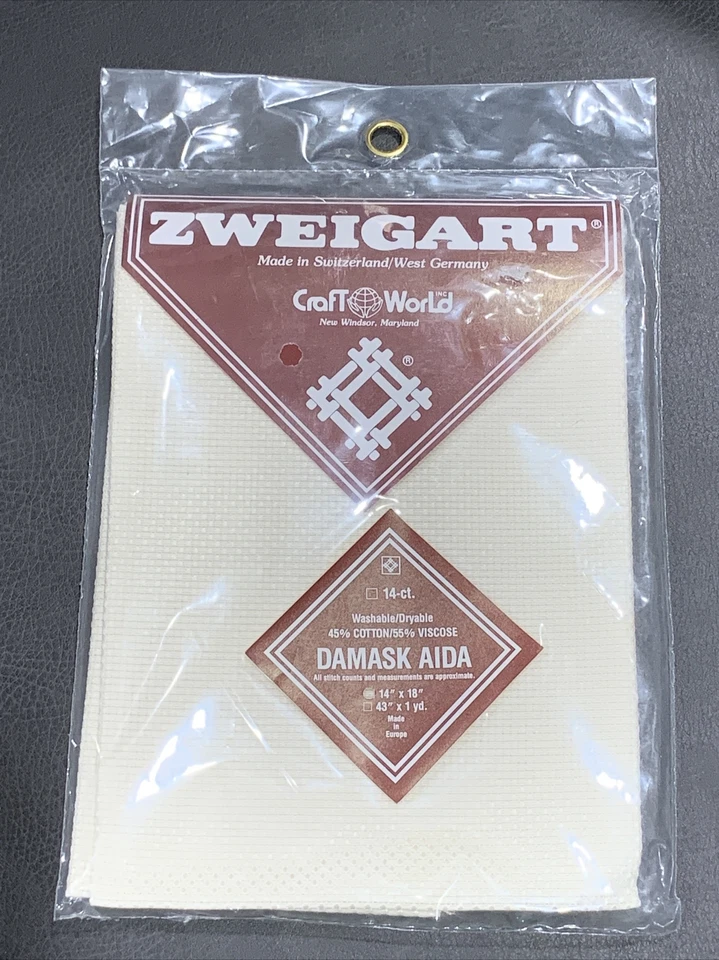 ZWEIGART®
Made in Switzerland/West Germany
CrafT World INC
New Windsor, Maryland
®
14-ct.
Washable/Dryable
45% COTTON/55% VISCOSE
DAMASK AIDA
All stitch counts and measurements are approximate.
14" x 18"
43" x 1 yd.
Made
in
Europe